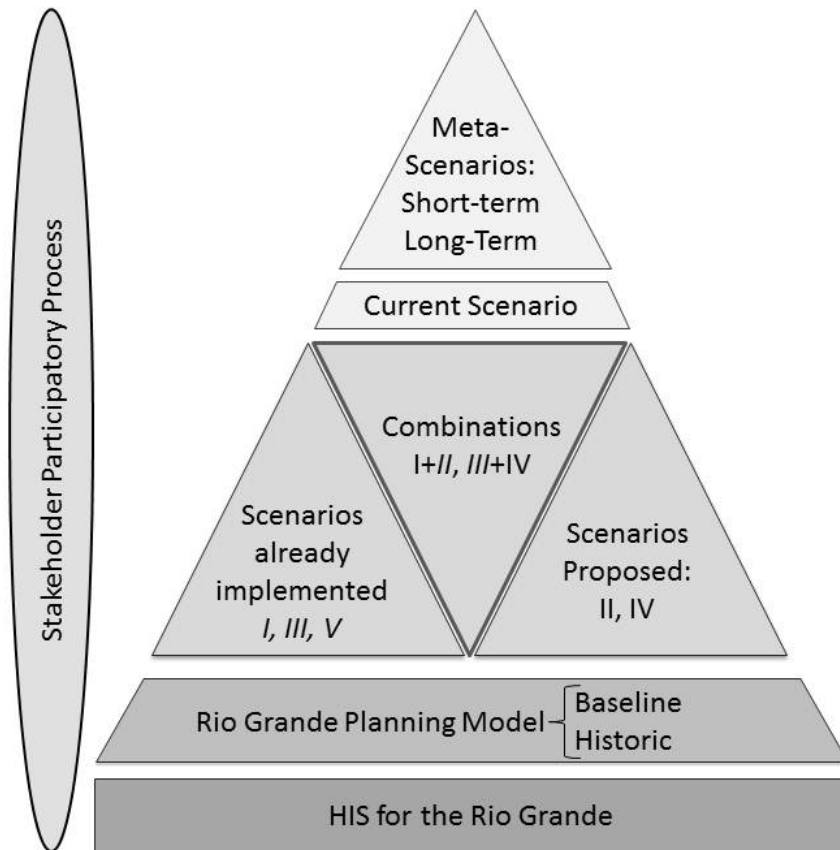 Stakeholder Participatory Process
Meta-
Scenarios:
Short-term
Long-Term
Current Scenario
Combinations
I+II, III+IV
Scenarios
already
implemented
I, III, V
Scenarios
Proposed:
II, IV
Rio Grande Planning Model
Baseline
Historic
HIS for the Rio Grande